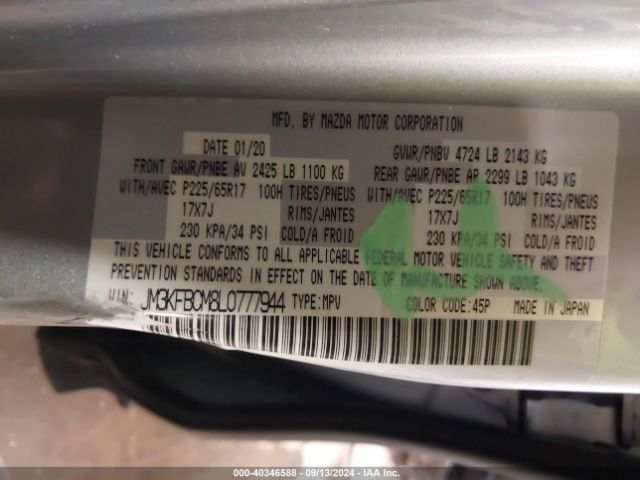 MFD. BY MAZDA MOTOR CORPORATION
DATE 01/20 GVWR/PNBV 4724 LB 2143 KG
FRONT GAWR/PNBE AV 2425 LB 1100 KG REAR GAWR/PNBE AP 2299 LB 1043 KG
WITH/AVEC P225/65R17 100H TIRES/PNEUS WITH/AVEC P225/65R17 100H TIRES/PNEUS
17X7J RIMS/JANTES 17X7J RIMS/JANTES
230 KPA/34 PSI COLD/A FROID 230 KPA/34 PSI COLD/A FROID
THIS VEHICLE CONFORMS TO ALL APPLICABLE FEDERAL MOTOR VEHICLE SAFETY AND THEFT
PREVENTION STANDARDS IN EFFECT ON THE DATE OF MANUFACTURE SHOWN ABOVE.
VIN: JM3KFBCM8L0777944 TYPE:MPV COLOR CODE:45P MADE IN JAPAN
000-40346588 - 09/13/2024 - IAA Inc.